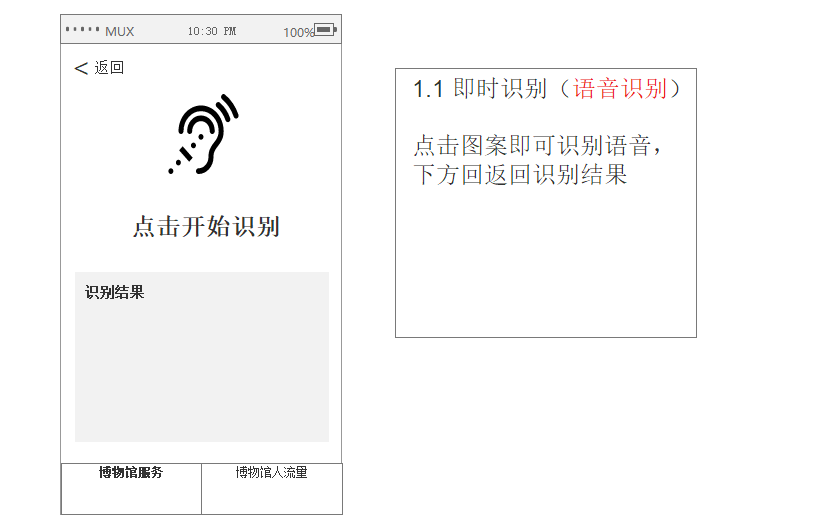 MUX 10:30 PM 100%
< 返回
点击开始识别
识别结果
博物馆服务 博物馆人流量
1.1 即时识别（语音识别）
点击图案即可识别语音，
下方回返回识别结果